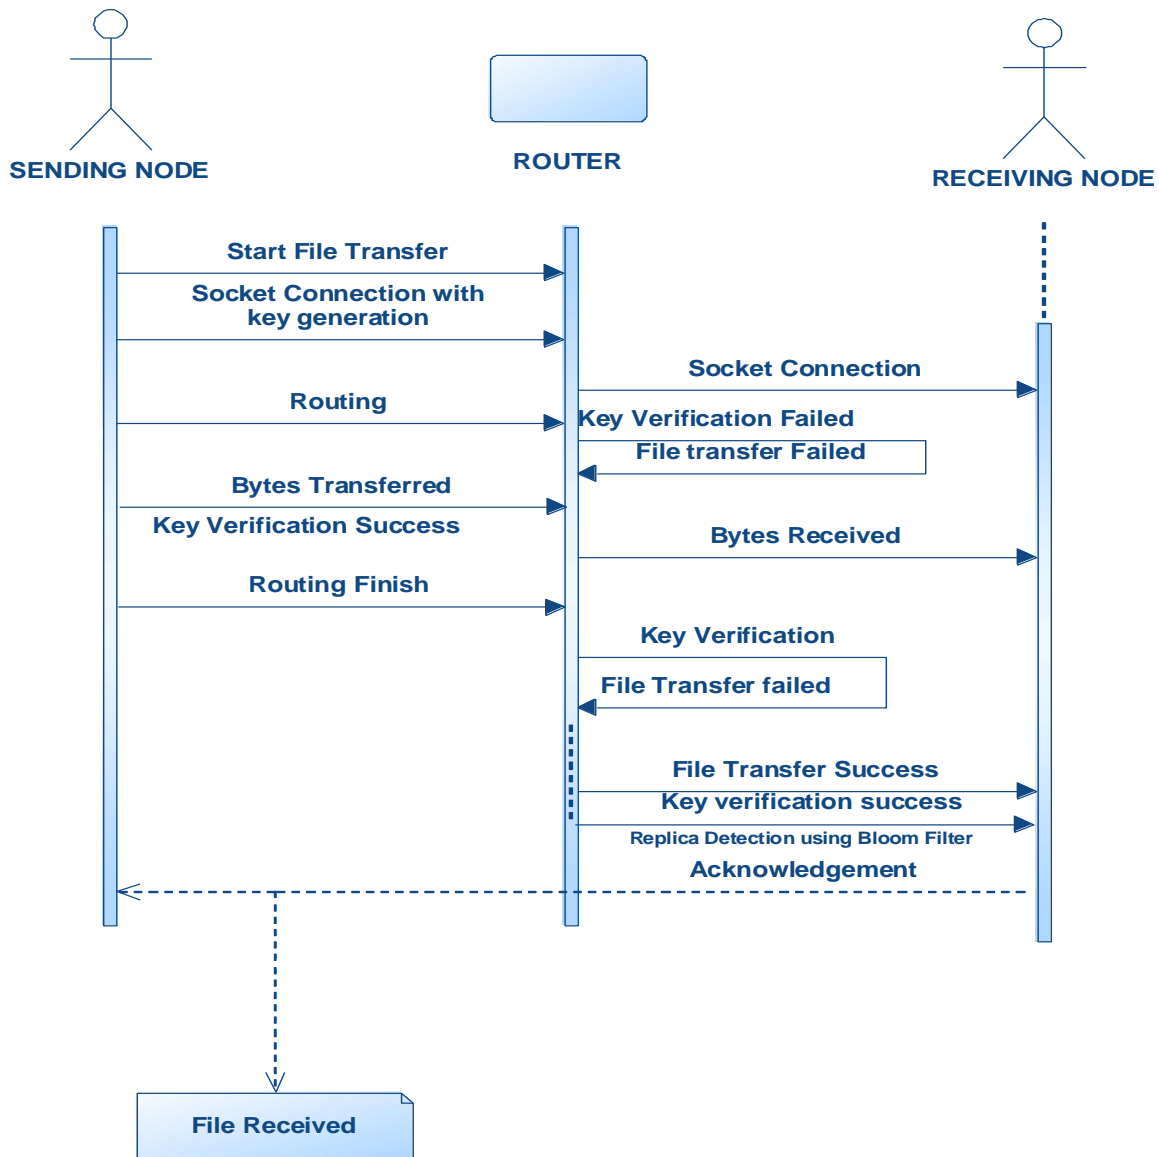 SENDING NODE
ROUTER
RECEIVING NODE
Start File Transfer
Socket Connection with
key generation
Socket Connection
Routing
Key Verification Failed
File transfer Failed
Bytes Transferred
Key Verification Success
Bytes Received
Routing Finish
Key Verification
File Transfer failed
File Transfer Success
Key verification success
Replica Detection using Bloom Filter
Acknowledgement
File Received